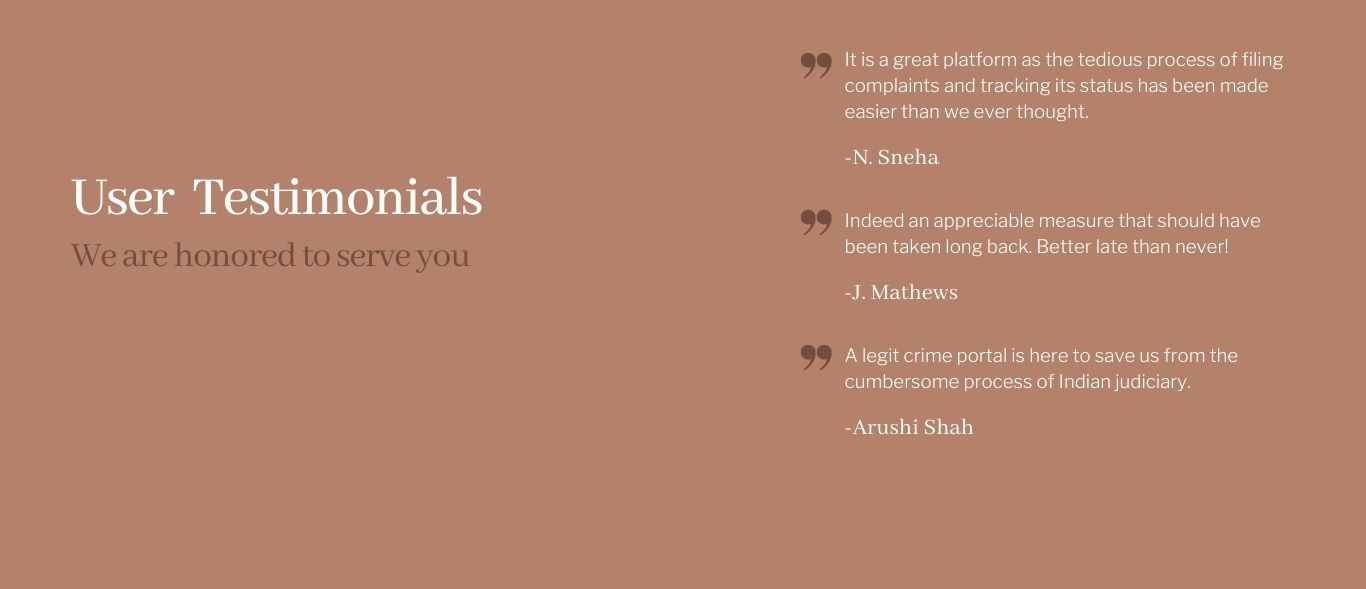 User Testimonials
We are honored to serve you
It is a great platform as the tedious process of filing
complaints and tracking its status has been made
easier than we ever thought.
-N. Sneha
Indeed an appreciable measure that should have
been taken long back. Better late than never!
-J. Mathews
A legit crime portal is here to save us from the
cumbersome process of Indian judiciary.
-Arushi Shah